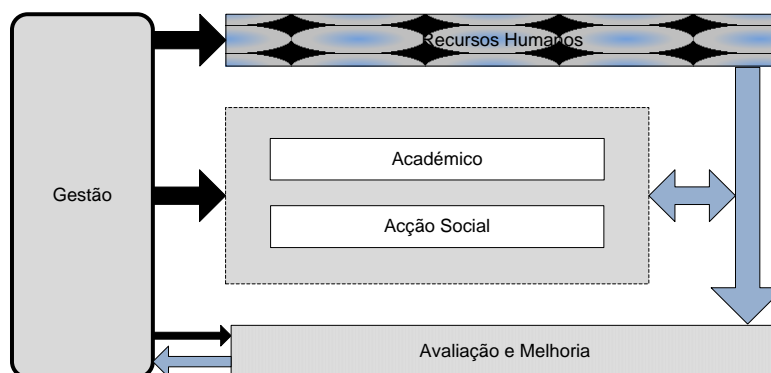 Recursos Humanos
Académico
Gestão
Acção Social
Avaliação e Melhoria